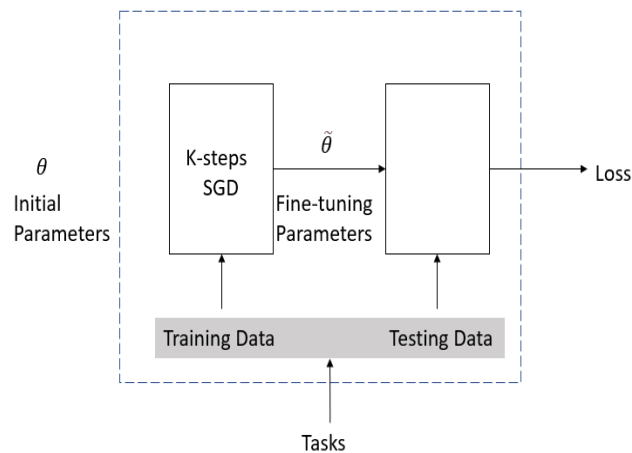 θ
Initial
Parameters
K-steps
SGD
θ̃
Fine-tuning
Parameters
Loss
Training Data
Testing Data
Tasks